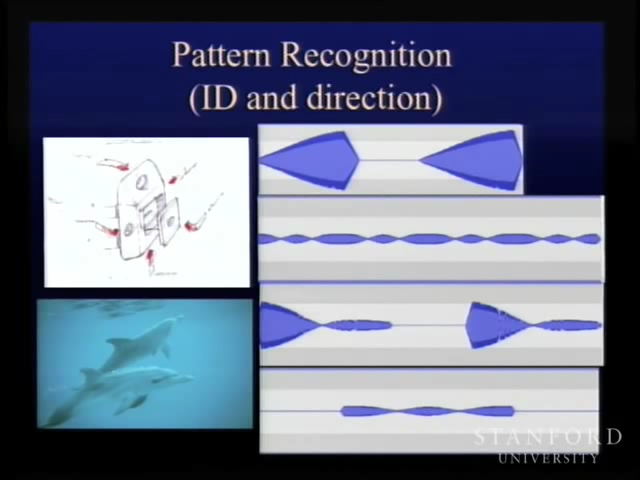 Pattern Recognition
(ID and direction)
STANFORD
UNIVERSITY